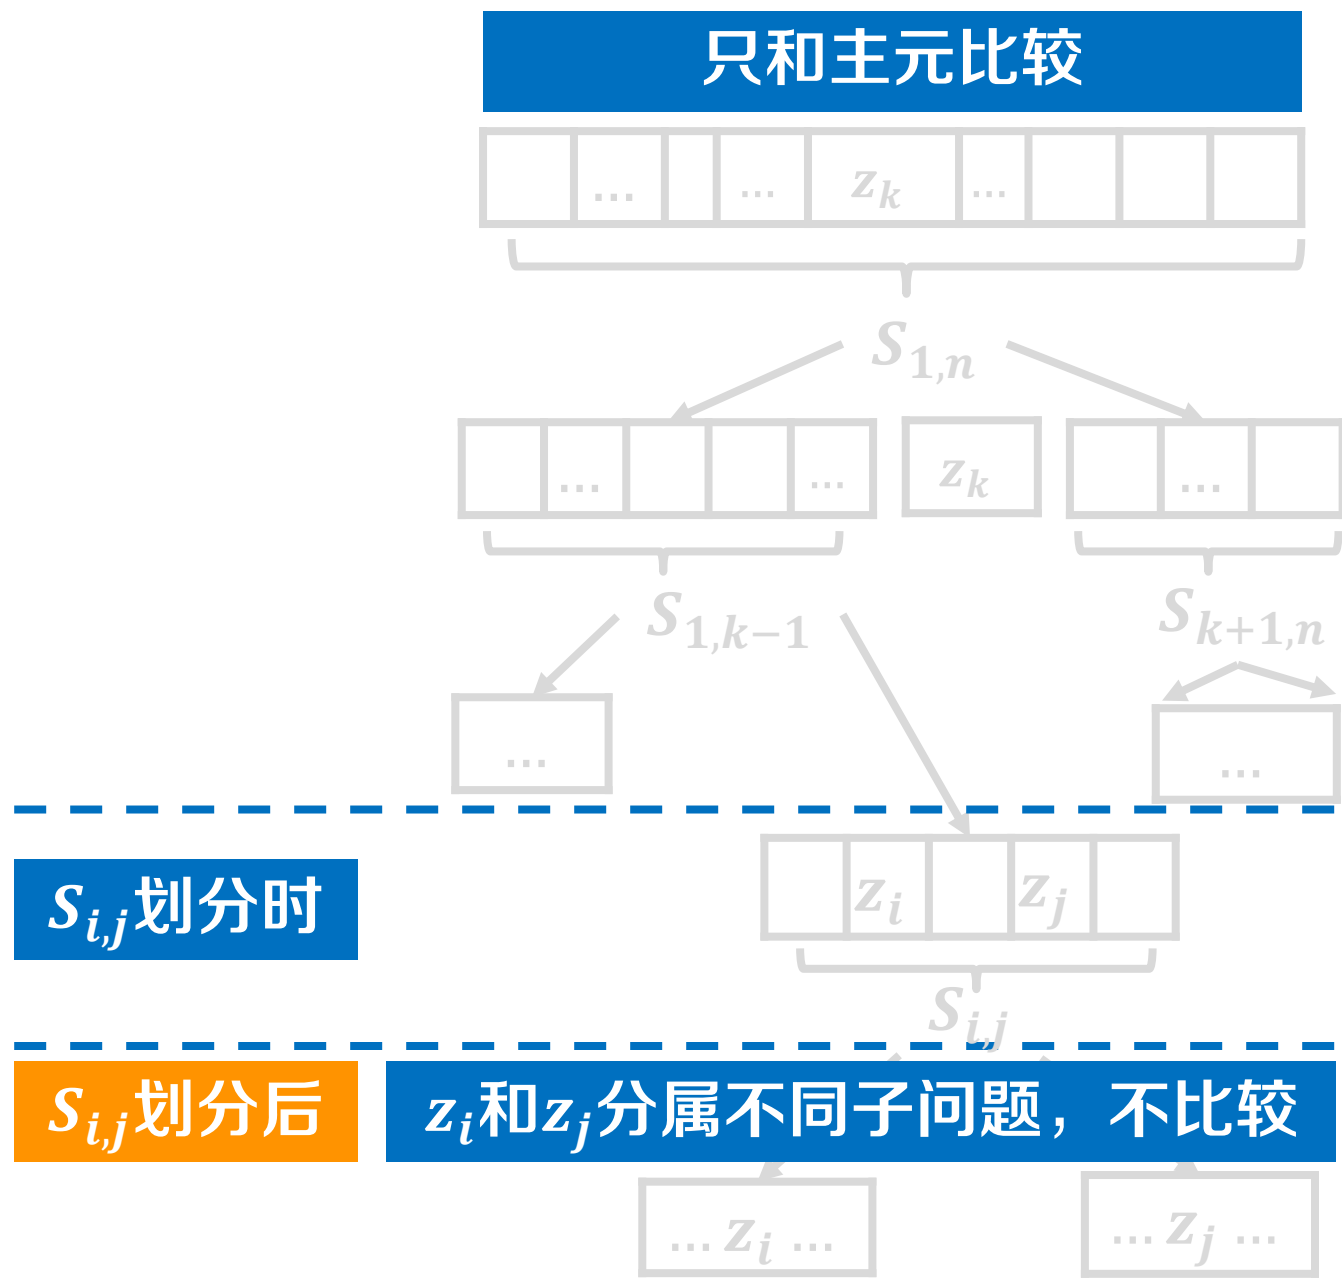 只和主元比较
... ... z_k ...
S_{1,n}
... ... z_k ...
S_{1,k-1} S_{k+1,n}
... ...
S_{i,j}划分时 z_i z_j
S_{i,j}
S_{i,j}划分后 z_i和z_j分属不同子问题，不比较
... z_i ... ... z_j ...